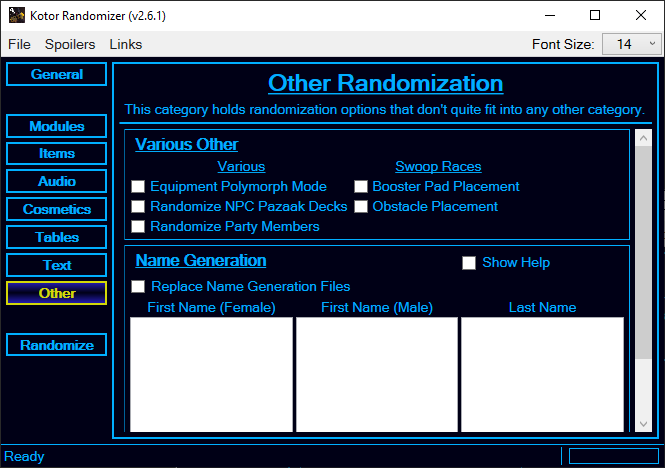 Kotor Randomizer (v2.6.1)
File Spoilers Links Font Size: 14
General
Modules
Items
Audio
Cosmetics
Tables
Text
Other
Randomize
Other Randomization
This category holds randomization options that don't quite fit into any other category.
Various Other
Various Swoop Races
Equipment Polymorph Mode Booster Pad Placement
Randomize NPC Pazaak Decks Obstacle Placement
Randomize Party Members
Name Generation Show Help
Replace Name Generation Files
First Name (Female) First Name (Male) Last Name
Ready